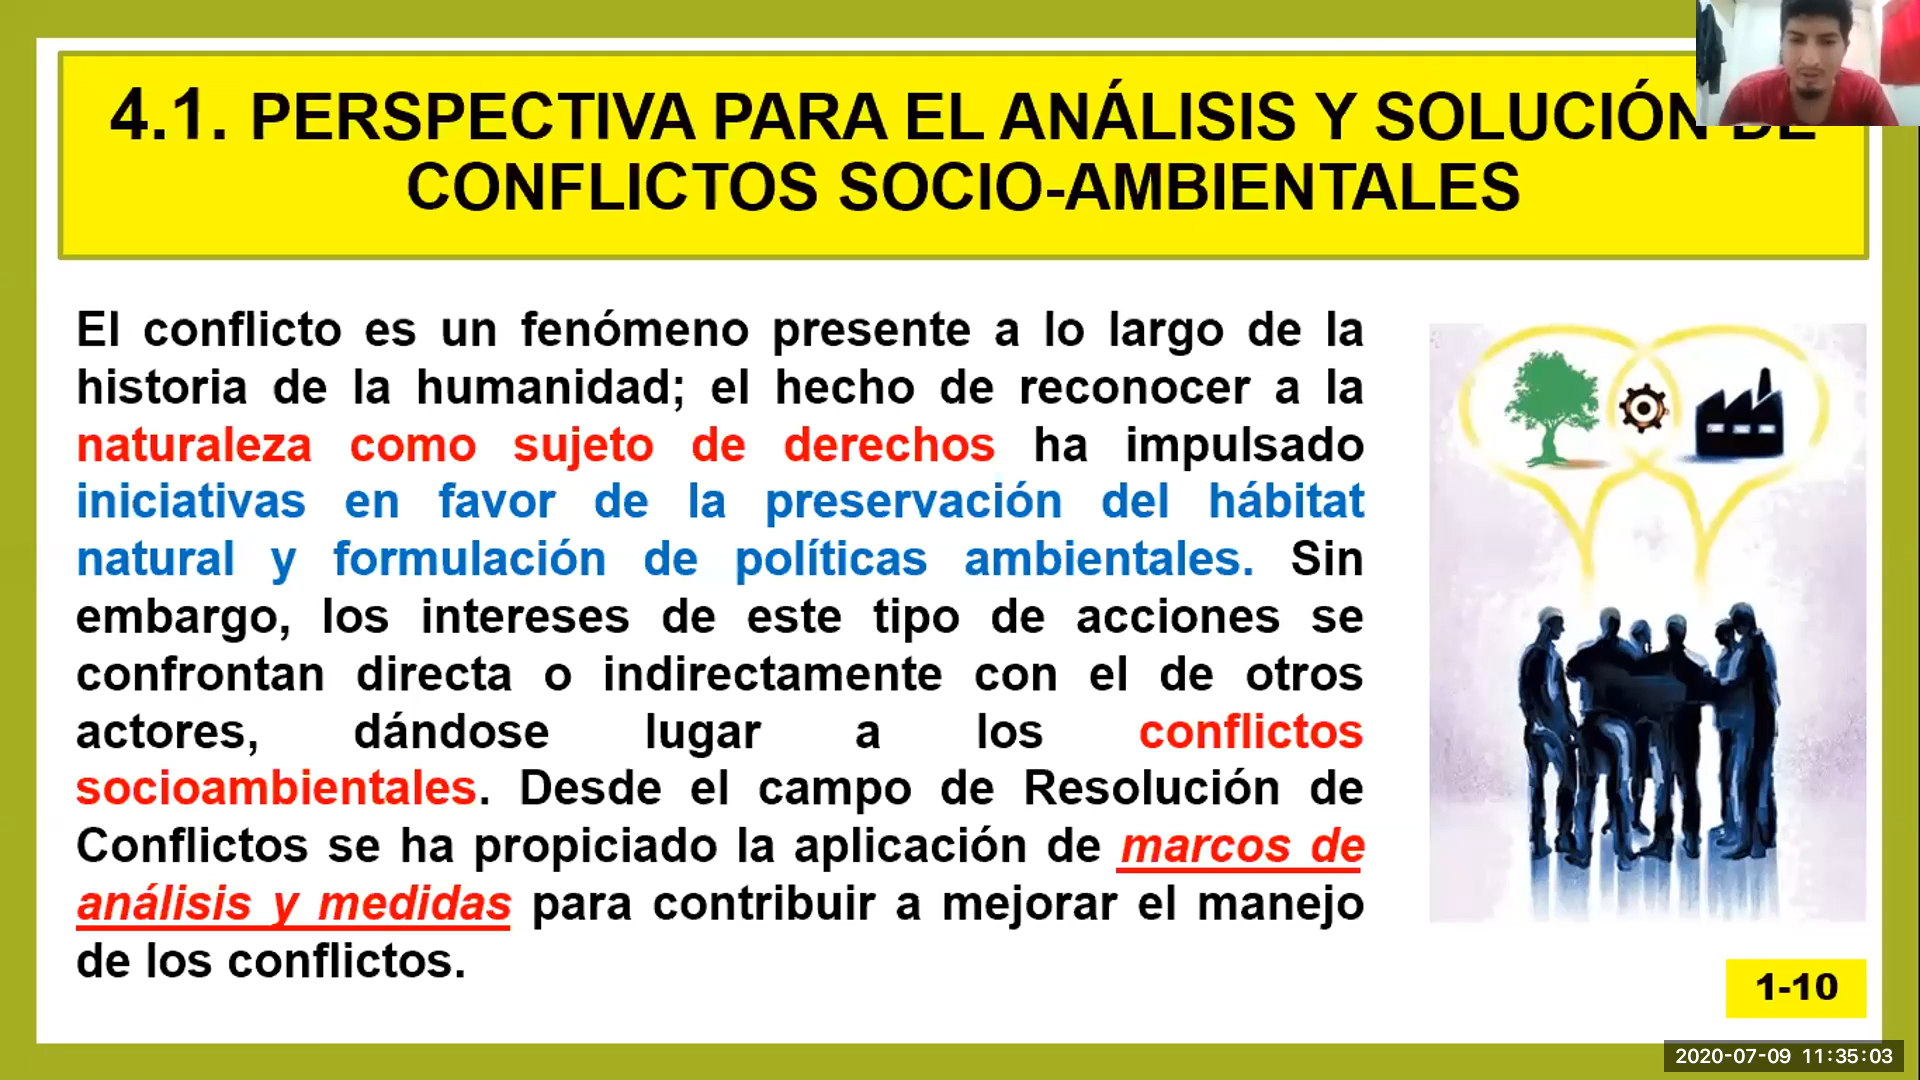 4.1. PERSPECTIVA PARA EL ANÁLISIS Y SOLUCIÓN DE
CONFLICTOS SOCIO-AMBIENTALES
El conflicto es un fenómeno presente a lo largo de la
historia de la humanidad; el hecho de reconocer a la
naturaleza como sujeto de derechos ha impulsado
iniciativas en favor de la preservación del hábitat
natural y formulación de políticas ambientales. Sin
embargo, los intereses de este tipo de acciones se
confrontan directa o indirectamente con el de otros
actores, dándose lugar a los conflictos
socioambientales. Desde el campo de Resolución de
Conflictos se ha propiciado la aplicación de marcos de
análisis y medidas para contribuir a mejorar el manejo
de los conflictos.
1-10
2020-07-09 11:35:03